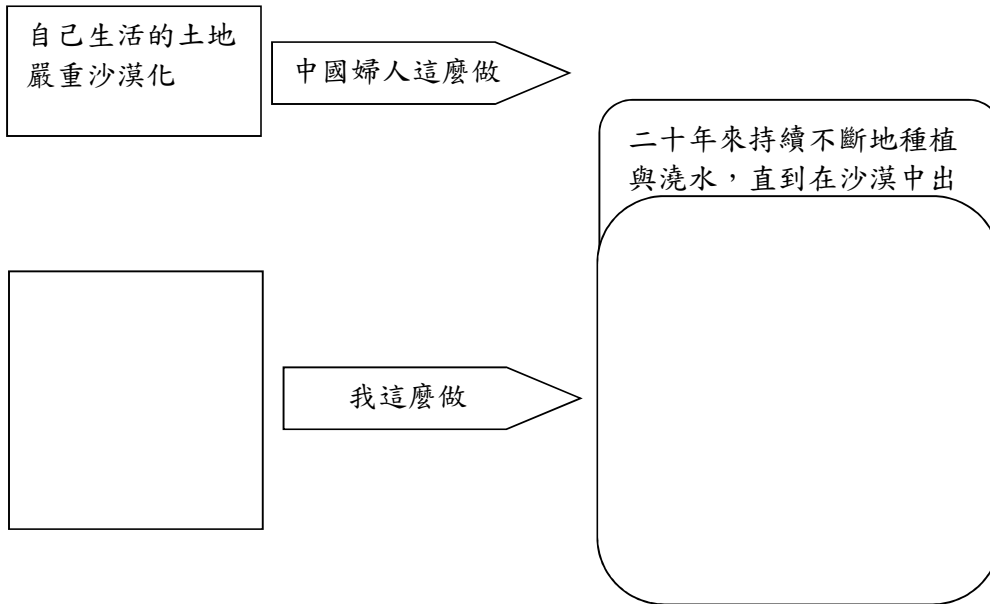 自己生活的土地
嚴重沙漠化
中國婦人這麼做
二十年來持續不斷地種植
與澆水，直到在沙漠中出
我這麼做